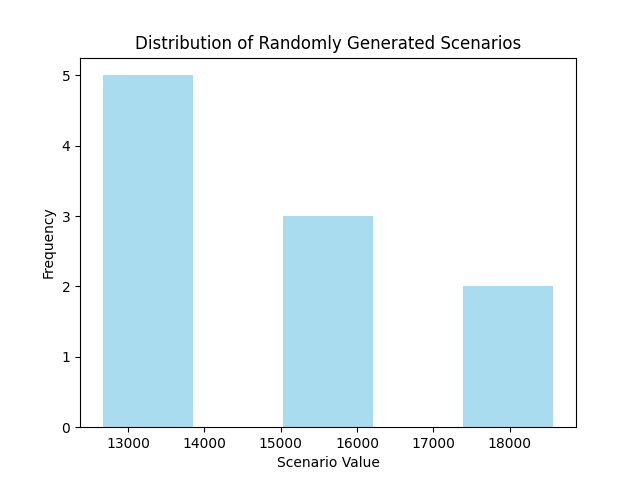 Distribution of Randomly Generated Scenarios
5
4
3
2
1
0
Frequency
13000 14000 15000 16000 17000 18000
Scenario Value